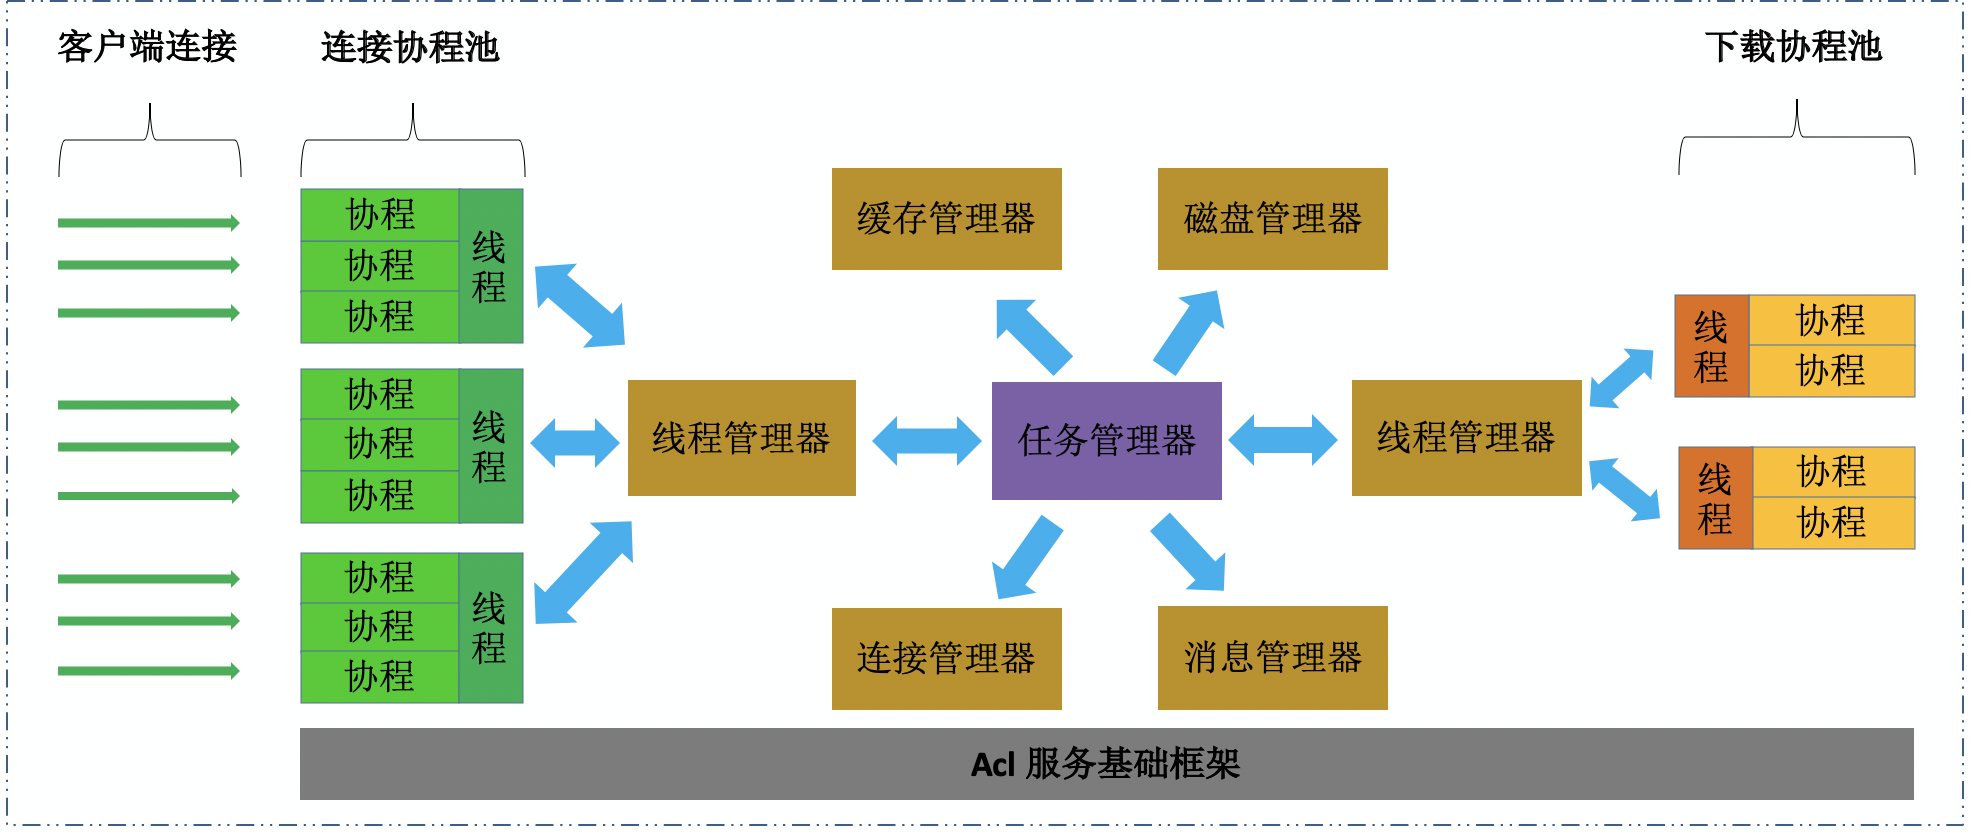 客户端连接
连接协程池
下载协程池
协程
协程
协程
线
程
协程
协程
协程
线
程
协程
协程
协程
线
程
缓存管理器
磁盘管理器
线程管理器
任务管理器
线程管理器
连接管理器
消息管理器
线
程
协程
协程
线
程
协程
协程
Acl 服务基础框架